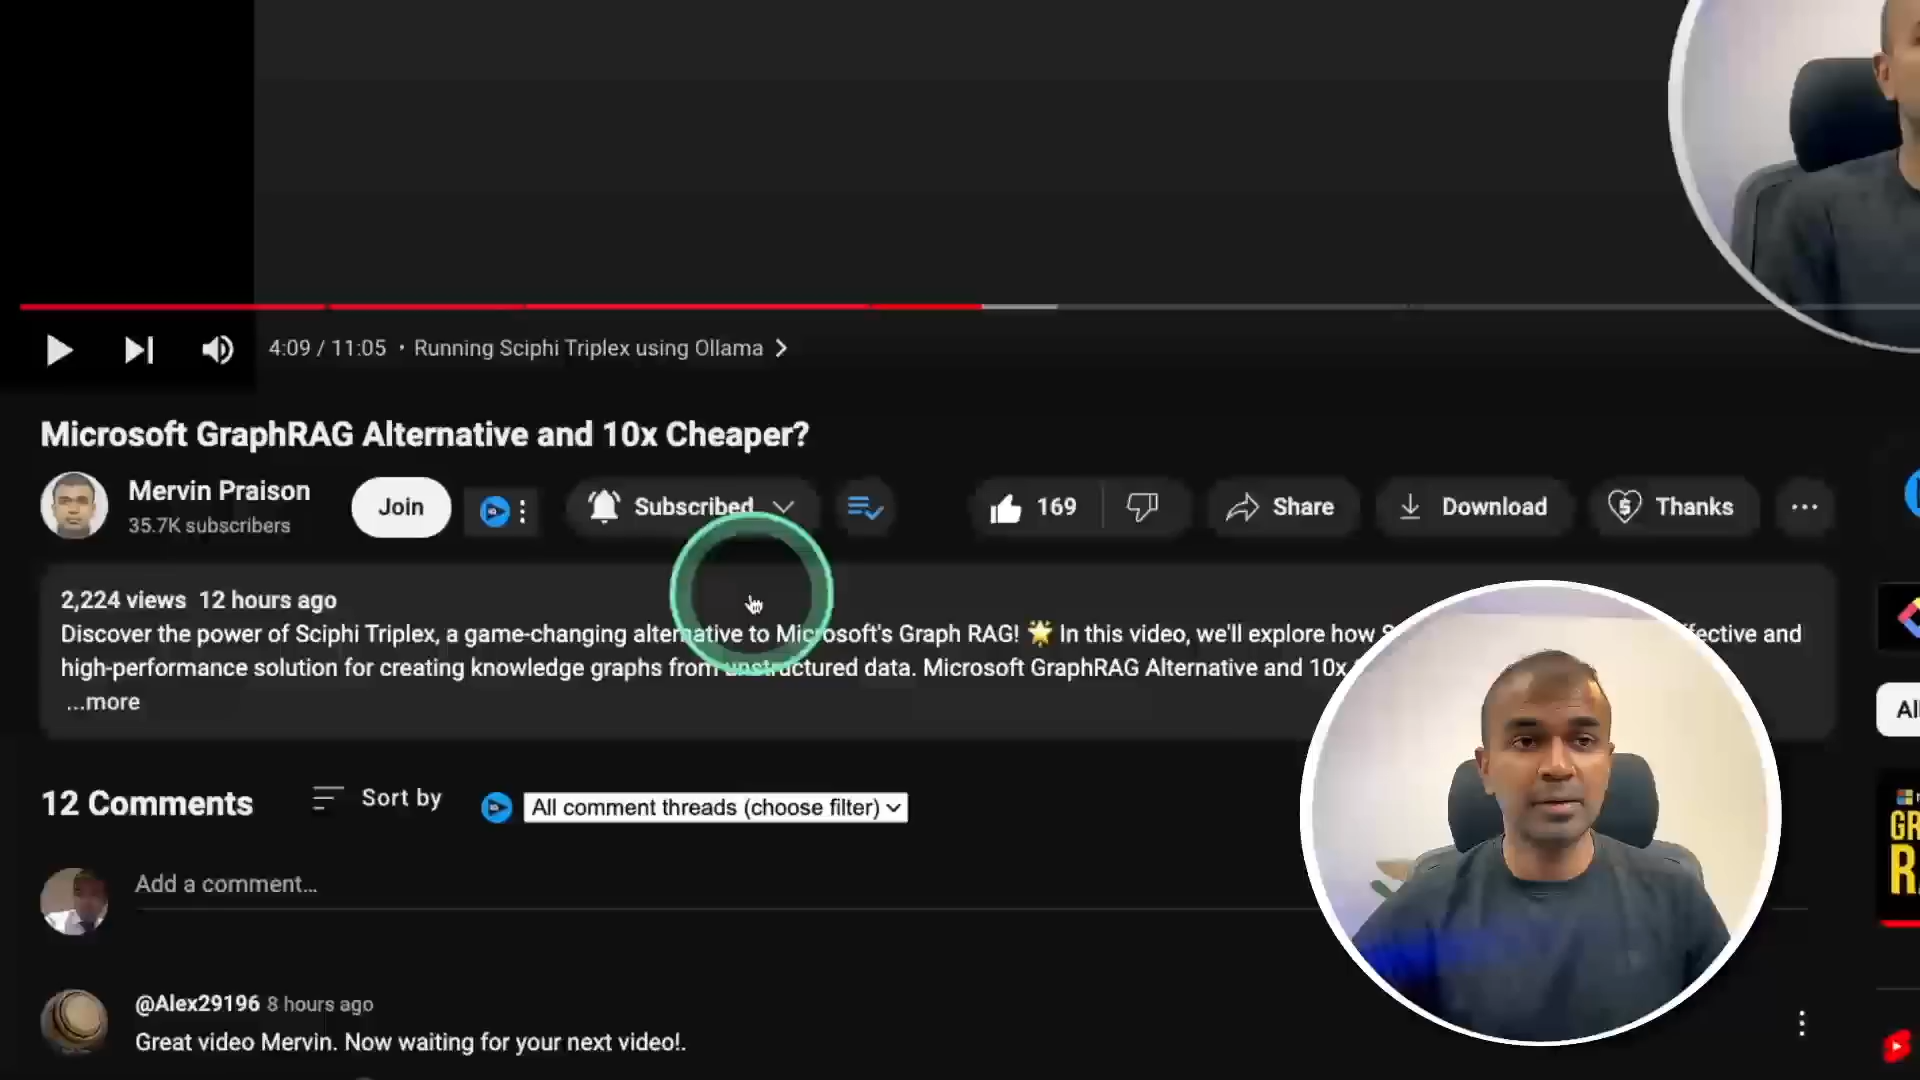 4:09 / 11:05 • Running Sciphi Triplex using Ollama
Microsoft GraphRAG Alternative and 10x Cheaper?
Mervin Praison
35.7K subscribers
Join
Subscribed
169
Share
Download
Thanks
2,224 views 12 hours ago
Discover the power of Sciphi Triplex, a game-changing alternative to Microsoft's Graph RAG! 🌟 In this video, we'll explore how fective and
high-performance solution for creating knowledge graphs from unstructured data. Microsoft GraphRAG Alternative and 10x
...more
All
12 Comments
Sort by
All comment threads (choose filter)
GR
R
Add a comment...
@Alex29196 8 hours ago
Great video Mervin. Now waiting for your next video!.